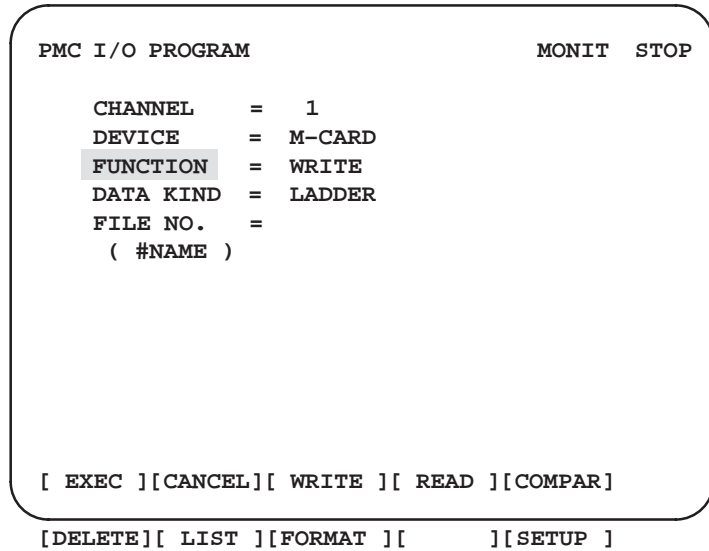 PMC I/O PROGRAM MONIT STOP
CHANNEL = 1
DEVICE = M-CARD
FUNCTION = WRITE
DATA KIND = LADDER
FILE NO. =
( #NAME )
[ EXEC ][CANCEL][ WRITE ][ READ ][COMPAR]
[DELETE][ LIST ][FORMAT ][ ][SETUP ]